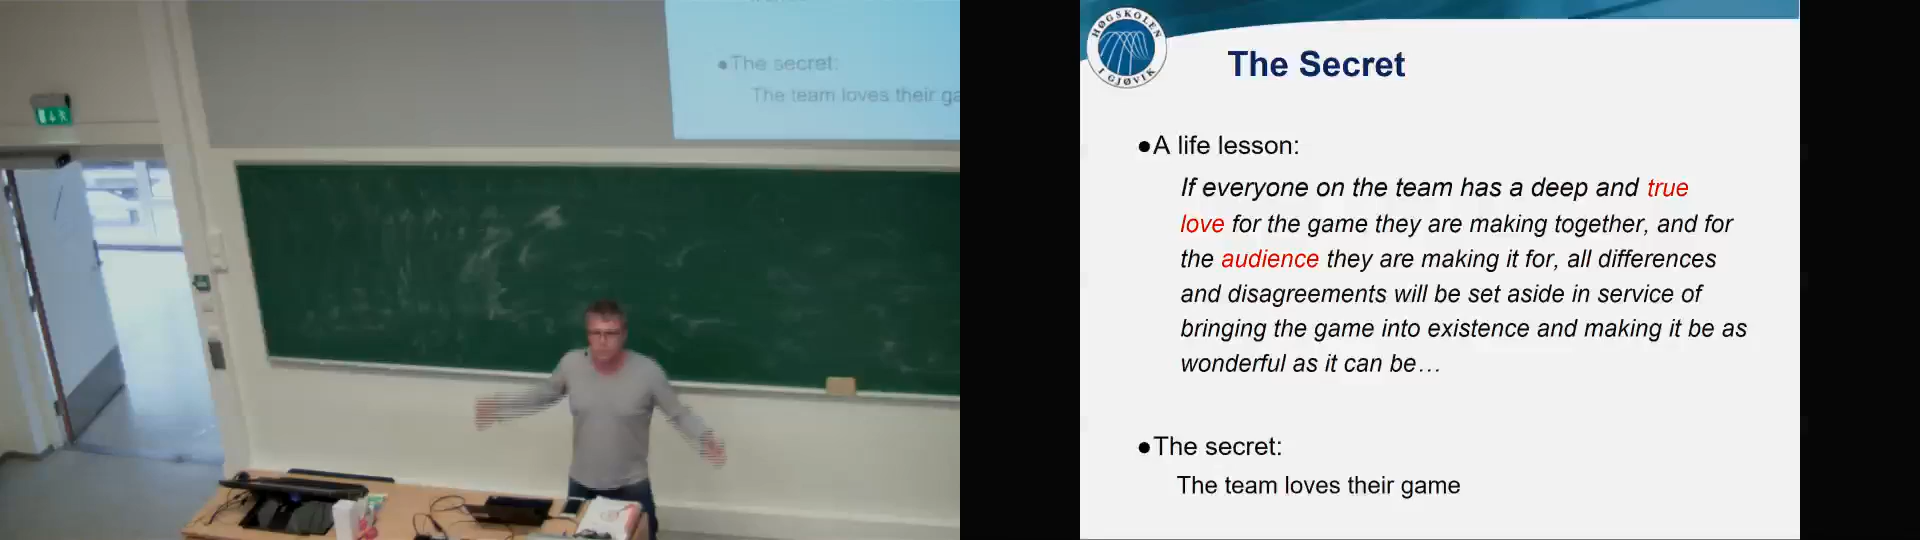 ●The secret:
The team loves their ga
HØGSKOLEN
I GJØVIK
The Secret
●A life lesson:
If everyone on the team has a deep and true
love for the game they are making together, and for
the audience they are making it for, all differences
and disagreements will be set aside in service of
bringing the game into existence and making it be as
wonderful as it can be…
●The secret:
The team loves their game